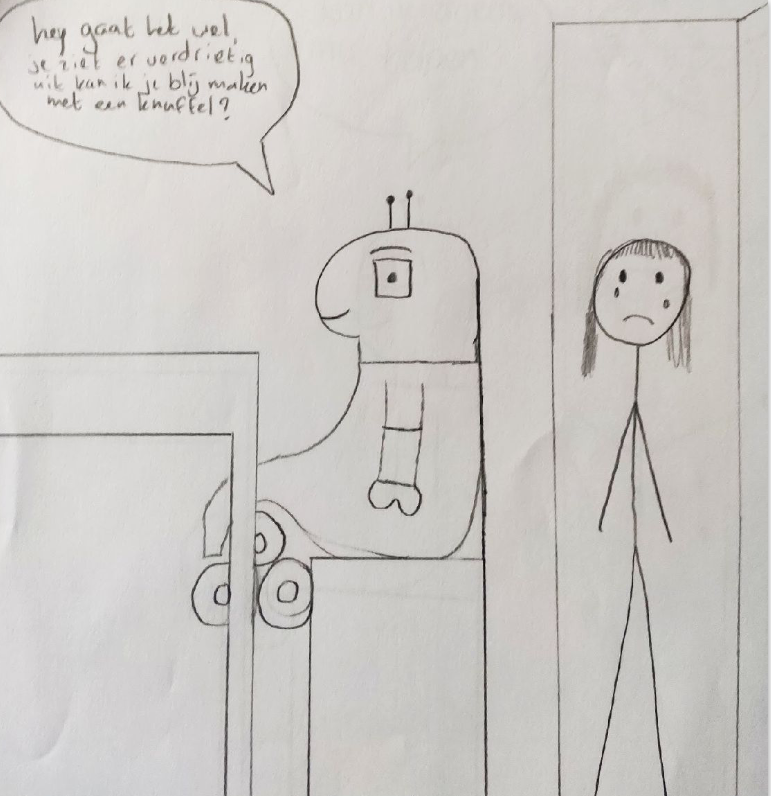 hey gaat het wel,
je ziet er verdrietig
uit kan ik je blij maken
met een knuffel?